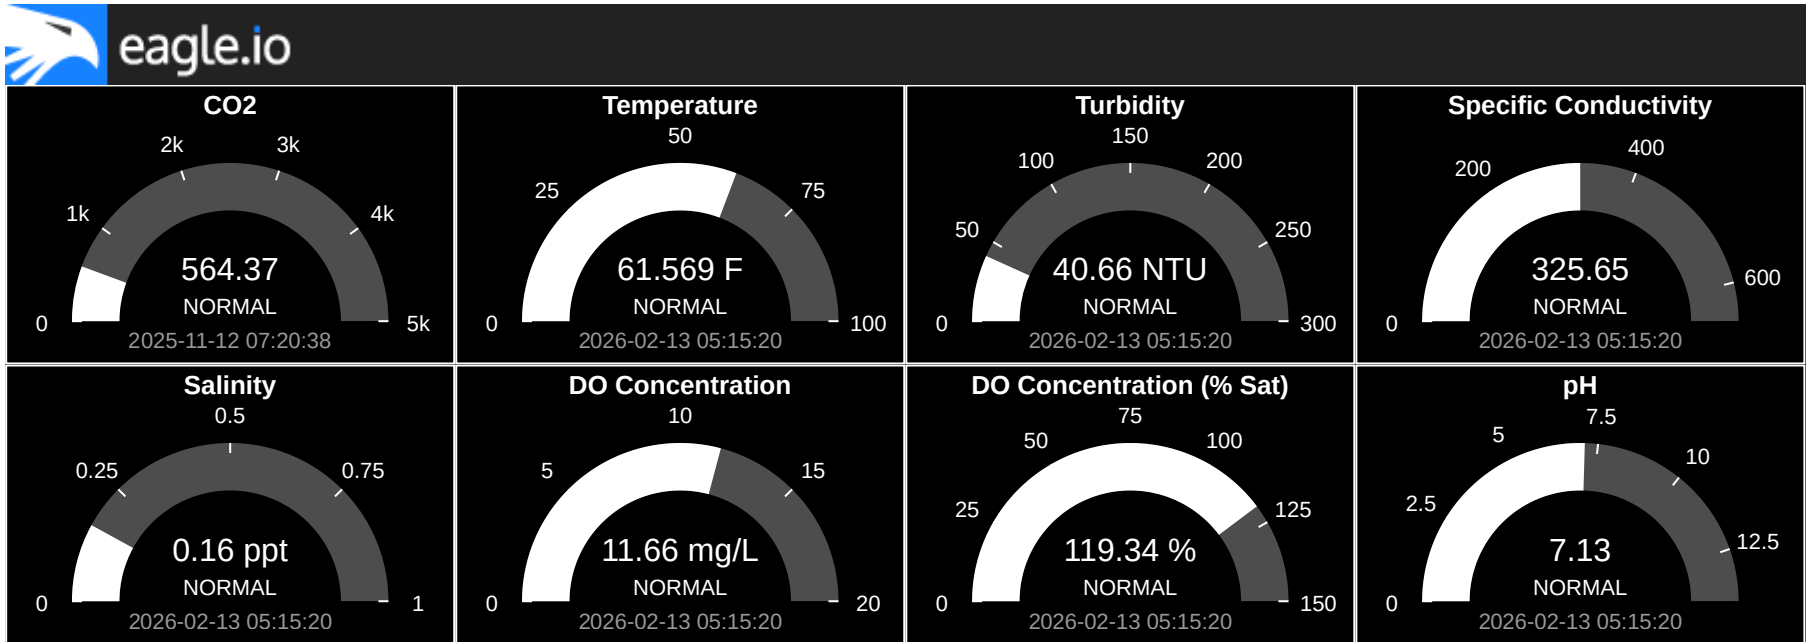 eagle.io
CO2
0
1k
2k
3k
4k
5k
564.37
NORMAL
2025-11-12 07:20:38
Temperature
0
25
50
75
100
61.569 F
NORMAL
2026-02-13 05:15:20
Turbidity
0
50
100
150
200
250
300
40.66 NTU
NORMAL
2026-02-13 05:15:20
Specific Conductivity
0
200
400
600
325.65
NORMAL
2026-02-13 05:15:20
Salinity
0
0.25
0.5
0.75
1
0.16 ppt
NORMAL
2026-02-13 05:15:20
DO Concentration
0
5
10
15
20
11.66 mg/L
NORMAL
2026-02-13 05:15:20
DO Concentration (% Sat)
0
25
50
75
100
125
150
119.34 %
NORMAL
2026-02-13 05:15:20
pH
0
2.5
5
7.5
10
12.5
7.13
NORMAL
2026-02-13 05:15:20